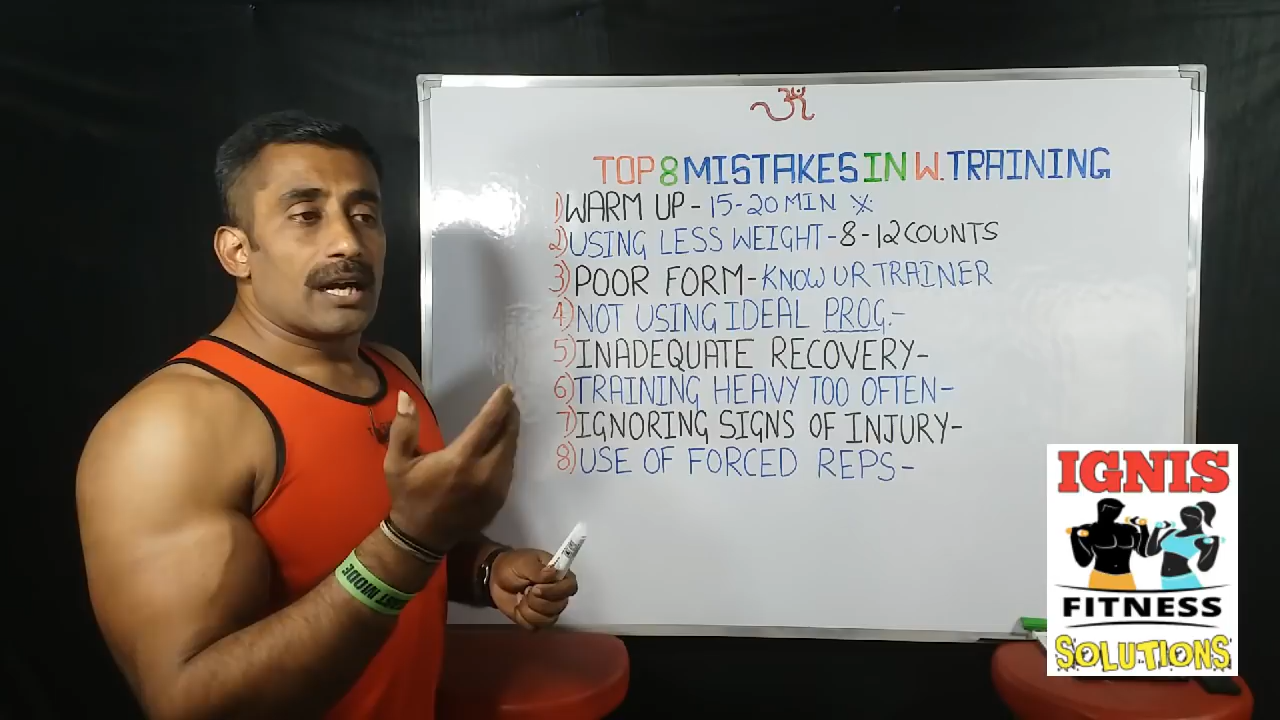 ૐ
TOP 8 MISTAKES IN W. TRAINING
1) WARM UP - 15-20 MIN ※
2) USING LESS WEIGHT - 8-12 COUNTS
3) POOR FORM - KNOW UR TRAINER
4) NOT USING IDEAL PROG. -
5) INADEQUATE RECOVERY -
6) TRAINING HEAVY TOO OFTEN -
7) IGNORING SIGNS OF INJURY -
8) USE OF FORCED REPS -
IGNIS
FITNESS
SOLUTIONS